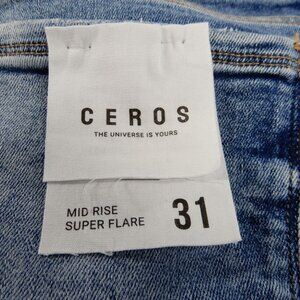 CEROS
THE UNIVERSE IS YOURS
MID RISE
SUPER FLARE
31